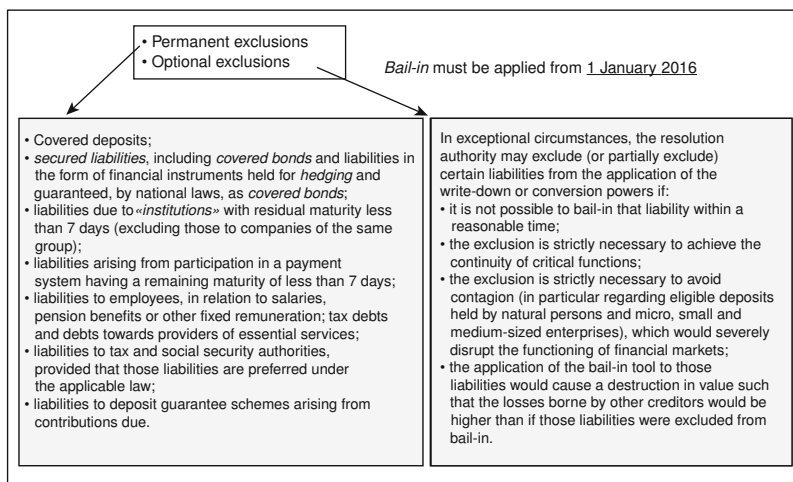 • Permanent exclusions
• Optional exclusions
Bail-in must be applied from 1 January 2016
• Covered deposits;
• secured liabilities, including covered bonds and liabilities in
the form of financial instruments held for hedging and
guaranteed, by national laws, as covered bonds;
• liabilities due to «institutions» with residual maturity less
than 7 days (excluding those to companies of the same
group);
• liabilities arising from participation in a payment
system having a remaining maturity of less than 7 days;
• liabilities to employees, in relation to salaries,
pension benefits or other fixed remuneration; tax debts
and debts towards providers of essential services;
• liabilities to tax and social security authorities,
provided that those liabilities are preferred under
the applicable law;
• liabilities to deposit guarantee schemes arising from
contributions due.
In exceptional circumstances, the resolution
authority may exclude (or partially exclude)
certain liabilities from the application of the
write-down or conversion powers if:
• it is not possible to bail-in that liability within a
reasonable time;
• the exclusion is strictly necessary to achieve the
continuity of critical functions;
• the exclusion is strictly necessary to avoid
contagion (in particular regarding eligible deposits
held by natural persons and micro, small and
medium-sized enterprises), which would severely
disrupt the functioning of financial markets;
• the application of the bail-in tool to those
liabilities would cause a destruction in value such
that the losses borne by other creditors would be
higher than if those liabilities were excluded from
bail-in.